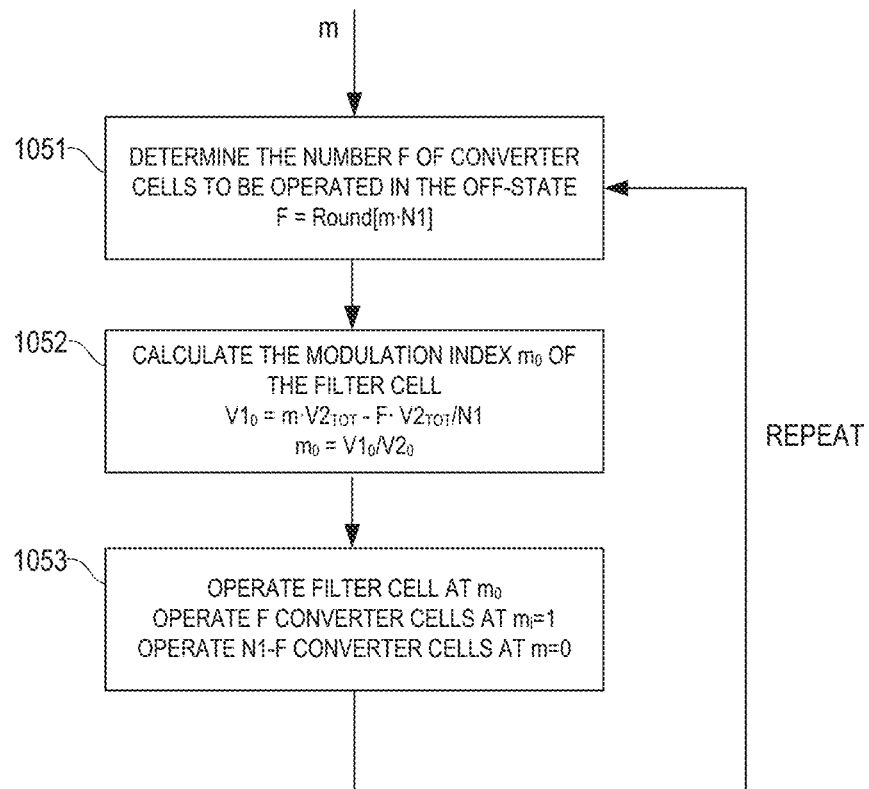 m
1051
DETERMINE THE NUMBER F OF CONVERTER
CELLS TO BE OPERATED IN THE OFF-STATE
F = Round[m·N1]
1052
CALCULATE THE MODULATION INDEX m₀ OF
THE FILTER CELL
V1₀ = m·V2TOT - F· V2TOT/N1
m₀ = V1₀/V2₀
REPEAT
1053
OPERATE FILTER CELL AT m₀
OPERATE F CONVERTER CELLS AT mᵢ=1
OPERATE N1-F CONVERTER CELLS AT m=0